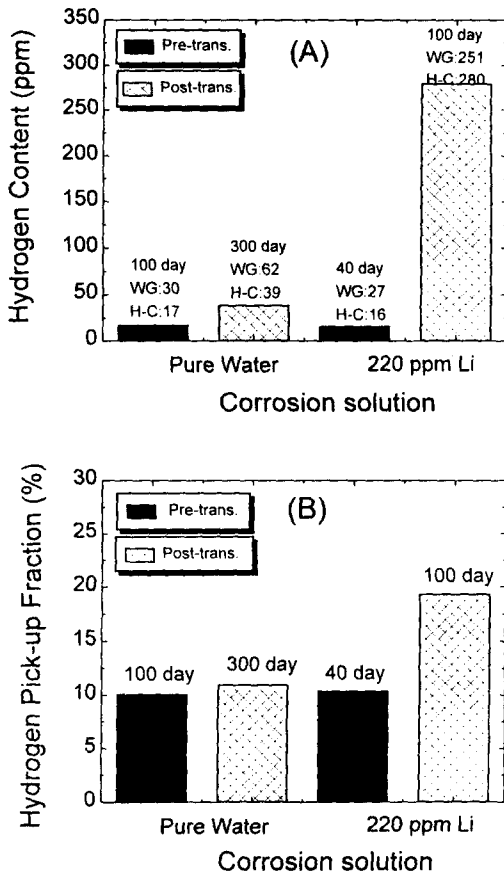 (A)
Pre-trans.
Post-trans.
Hydrogen Content (ppm)
350
300
250
200
150
100
50
0
100 day
WG:30
H-C:17
300 day
WG:62
H-C:39
40 day
WG:27
H-C:16
100 day
WG:251
H-C:280
Pure Water
220 ppm Li
Corrosion solution
(B)
Pre-trans.
Post-trans.
Hydrogen Pick-up Fraction (%)
30
25
20
15
10
5
0
100 day
300 day
40 day
100 day
Pure Water
220 ppm Li
Corrosion solution